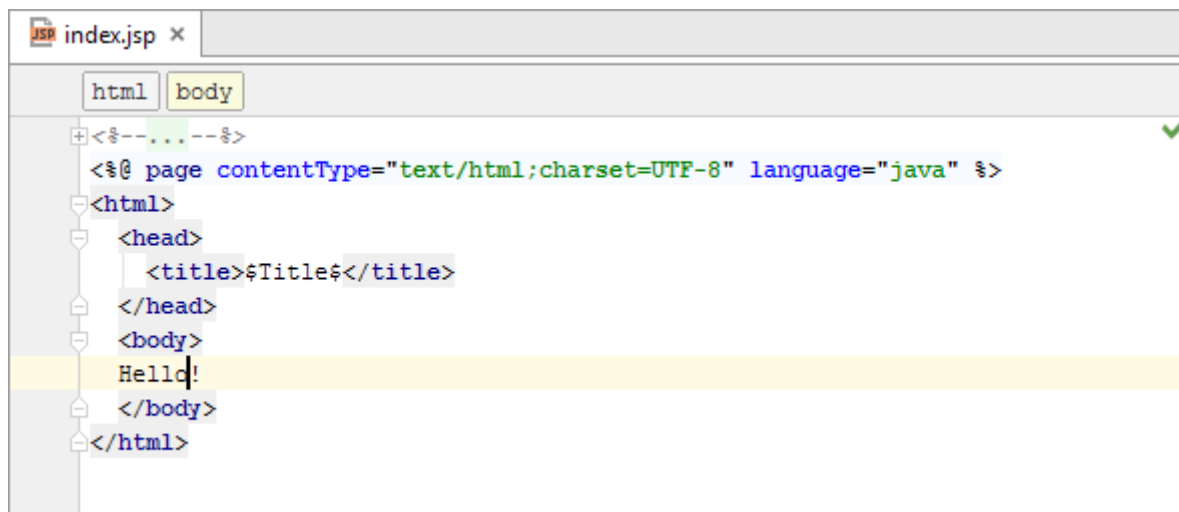 JSP index.jsp ×
html body
<%--...--%>
<%@ page contentType="text/html;charset=UTF-8" language="java" %>
<html>
<head>
<title>$Title$</title>
</head>
<body>
Hello!
</body>
</html>